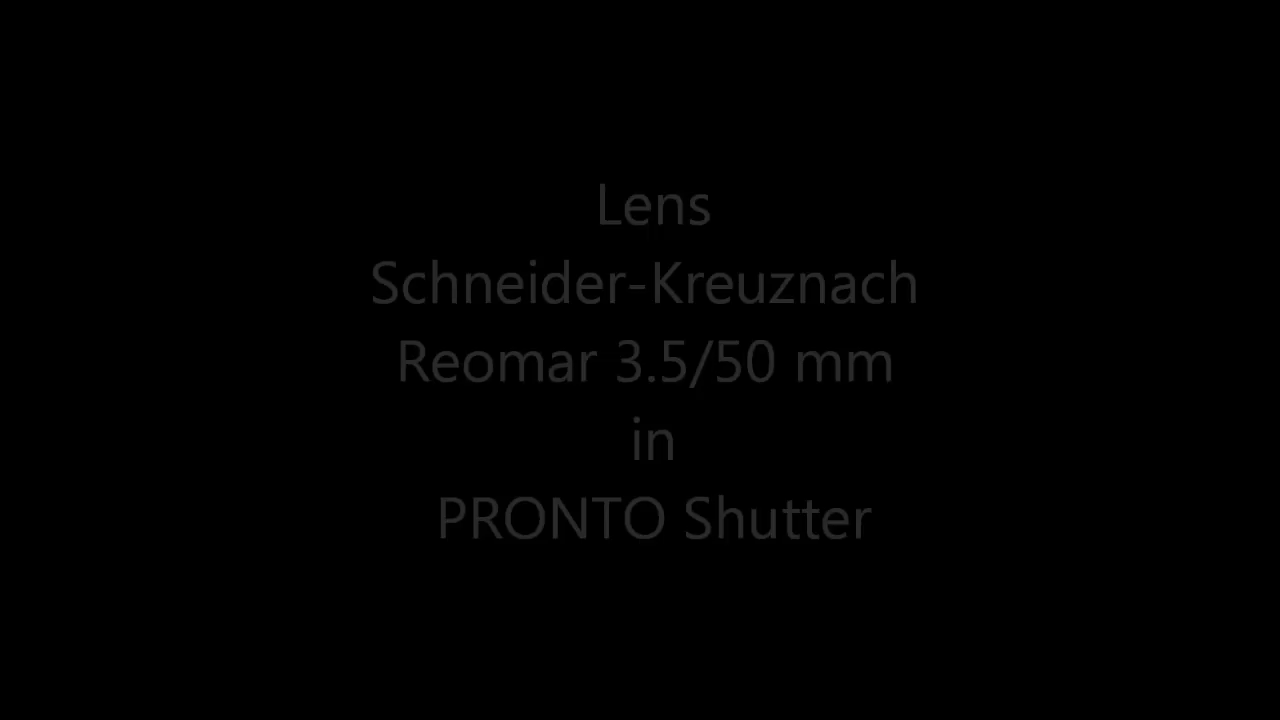 Lens
Schneider-Kreuznach
Reomar 3.5/50 mm
in
PRONTO Shutter